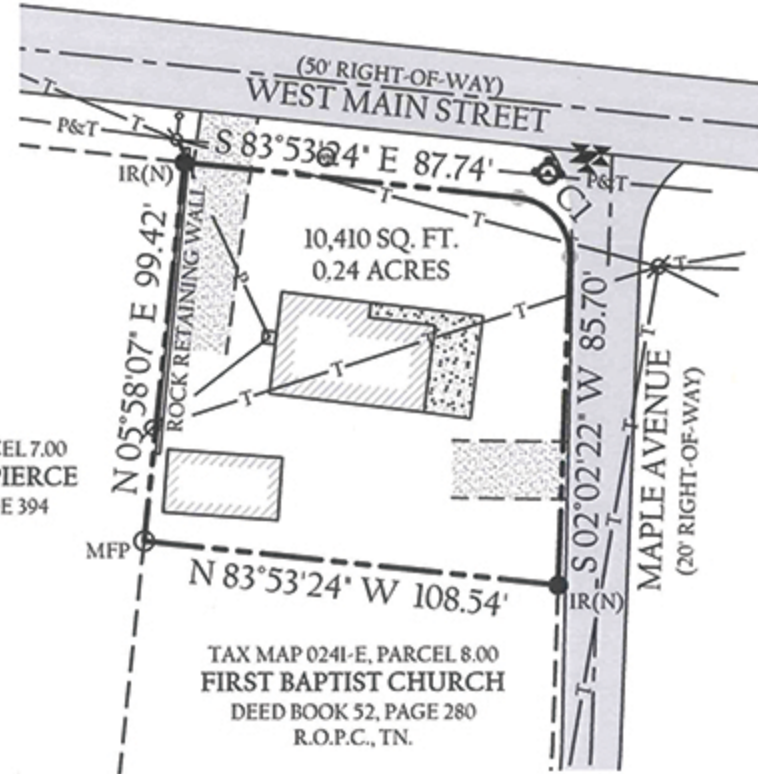 (50' RIGHT-OF-WAY)
WEST MAIN STREET
T
P&T
T
S 83°53'24" E 87.74'
P&T
IR(N)
C1
T
T
T
10,410 SQ. FT.
0.24 ACRES
N 05°58'07" E 99.42'
ROCK RETAINING WALL
P
T
T
T
T
S 02°02'22" W 85.70'
MAPLE AVENUE
(20' RIGHT-OF-WAY)
T
T
T
CEL 7.00
PIERCE
E 394
MFP
N 83°53'24" W 108.54'
IR(N)
TAX MAP 024I-E, PARCEL 8.00
FIRST BAPTIST CHURCH
DEED BOOK 52, PAGE 280
R.O.P.C., TN.
T